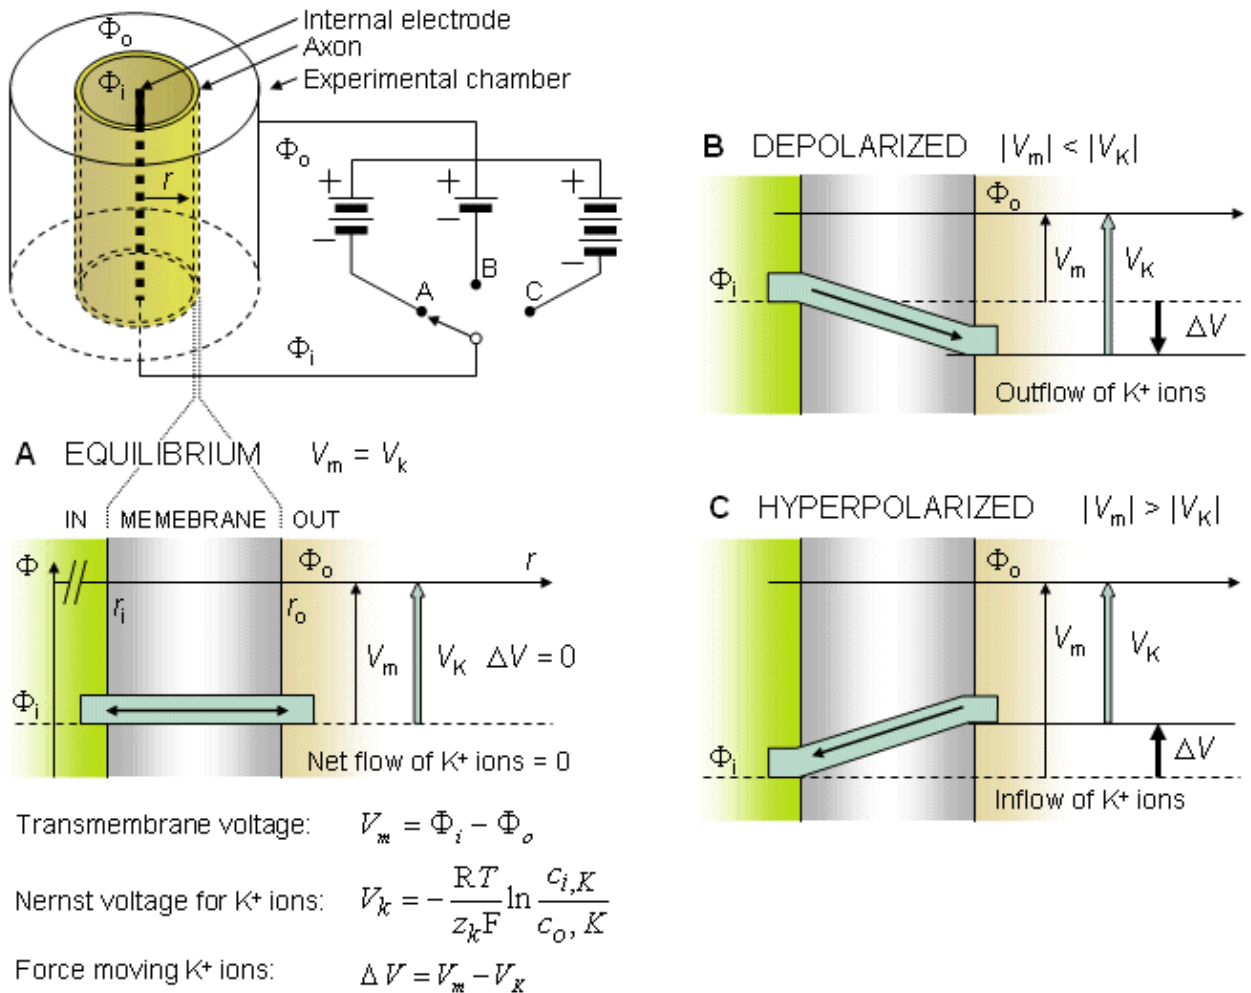 Φo
Internal electrode
Axon
Φi
Experimental chamber
Φo
r
+ + +
− − −
A B C
Φi
A EQUILIBRIUM Vm = Vk
IN MEMEBRANE OUT
Φ Φo r
ri ro
Vm VK ΔV = 0
Φi
Net flow of K+ ions = 0
Transmembrane voltage: Vm = Φi − Φo
Nernst voltage for K+ ions: Vk = − RT/zkF ln ci,K/co, K
Force moving K+ ions: ΔV = Vm − VK
B DEPOLARIZED |Vm| < |VK|
Φo
Vm VK
Φi
ΔV
Outflow of K+ ions
C HYPERPOLARIZED |Vm| > |VK|
Φo
Vm VK
Φi
ΔV
Inflow of K+ ions